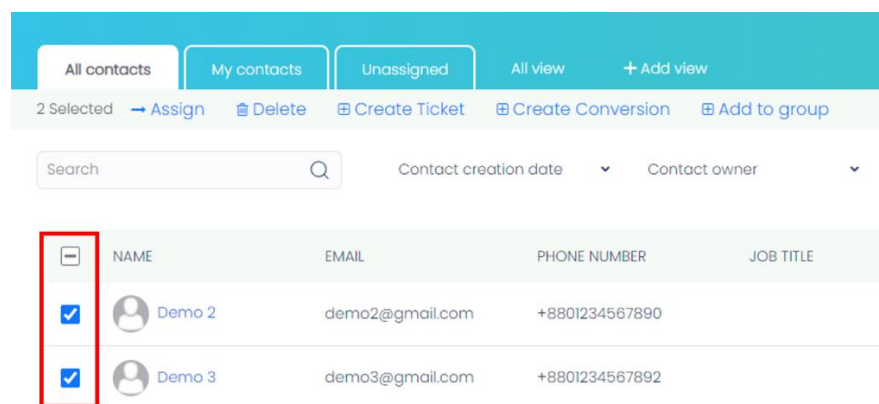 All contacts My contacts Unassigned All view + Add view
2 Selected → Assign Delete Create Ticket Create Conversion Add to group
Search Contact creation date Contact owner
NAME EMAIL PHONE NUMBER JOB TITLE
Demo 2 demo2@gmail.com +8801234567890
Demo 3 demo3@gmail.com +8801234567892